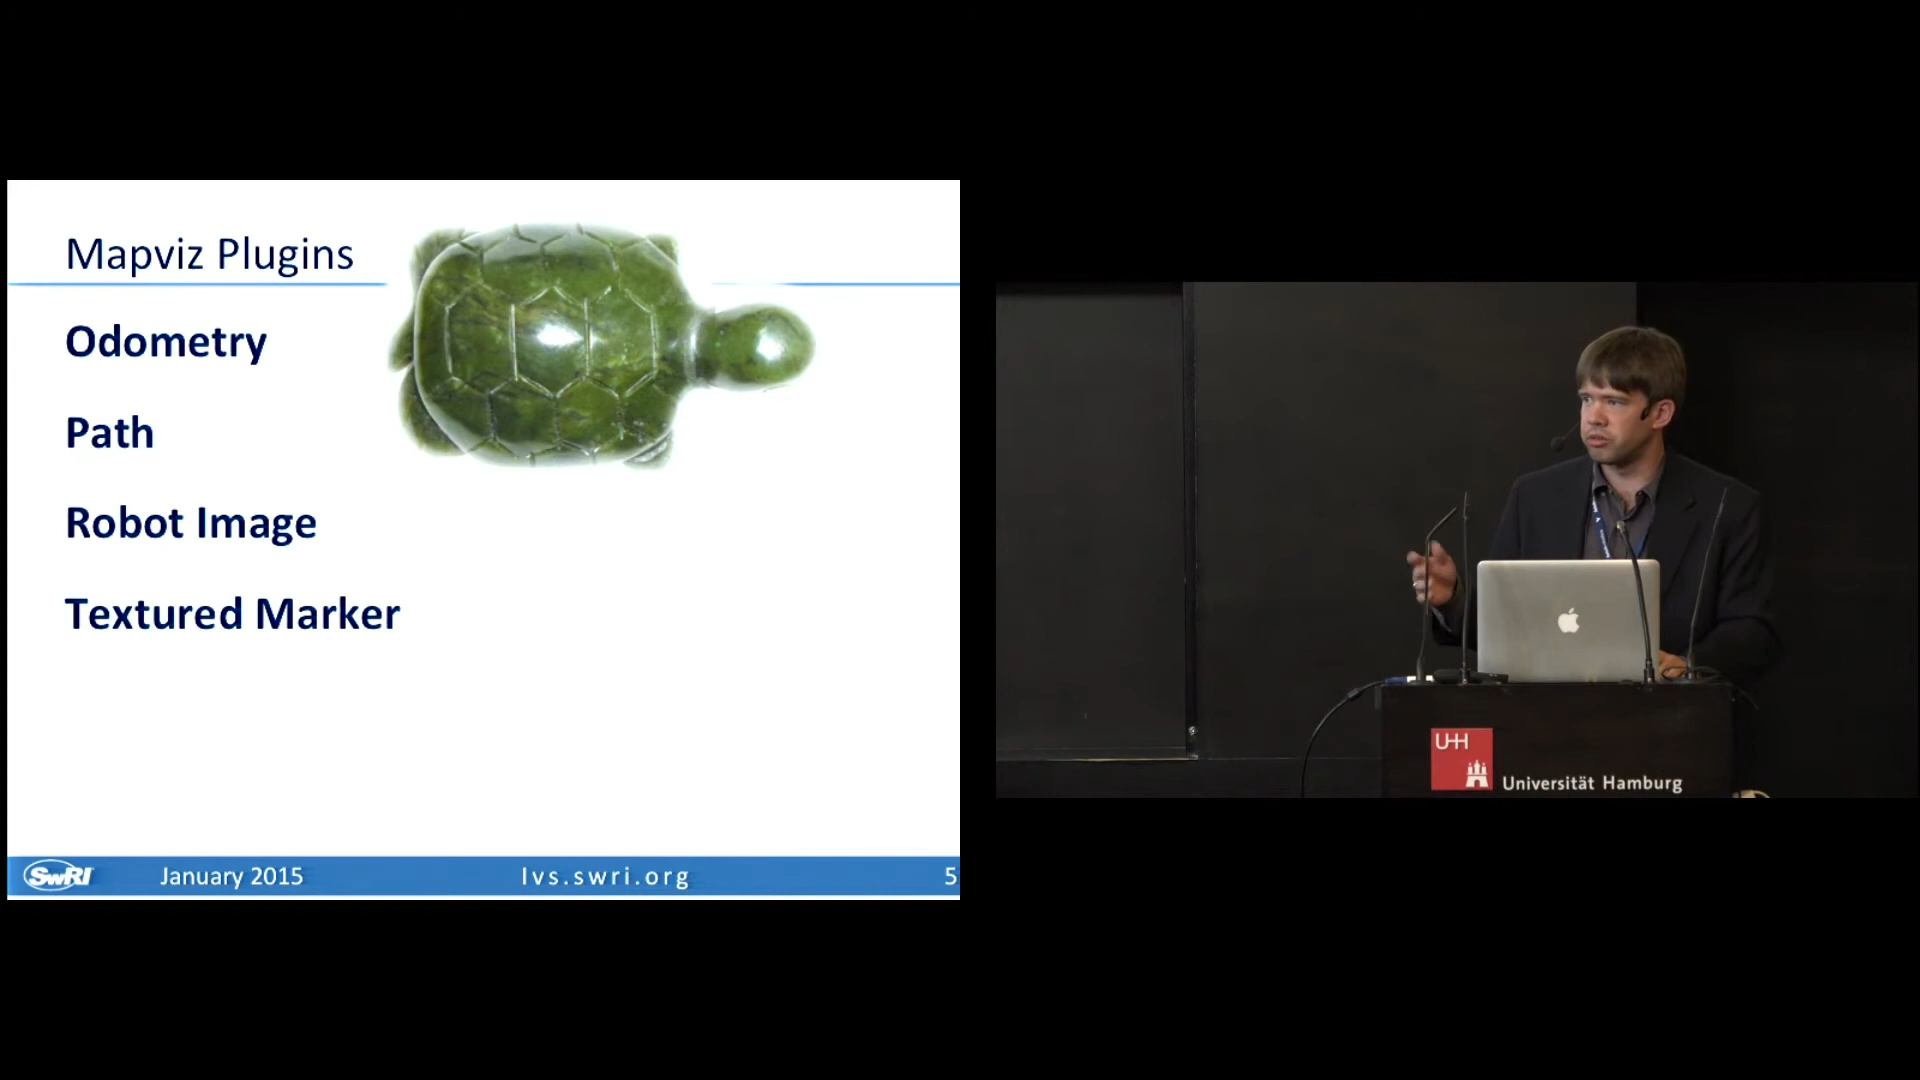 Mapviz Plugins
Odometry
Path
Robot Image
Textured Marker
SwRI
January 2015
lvs.swri.org
5
UHH
Universität Hamburg